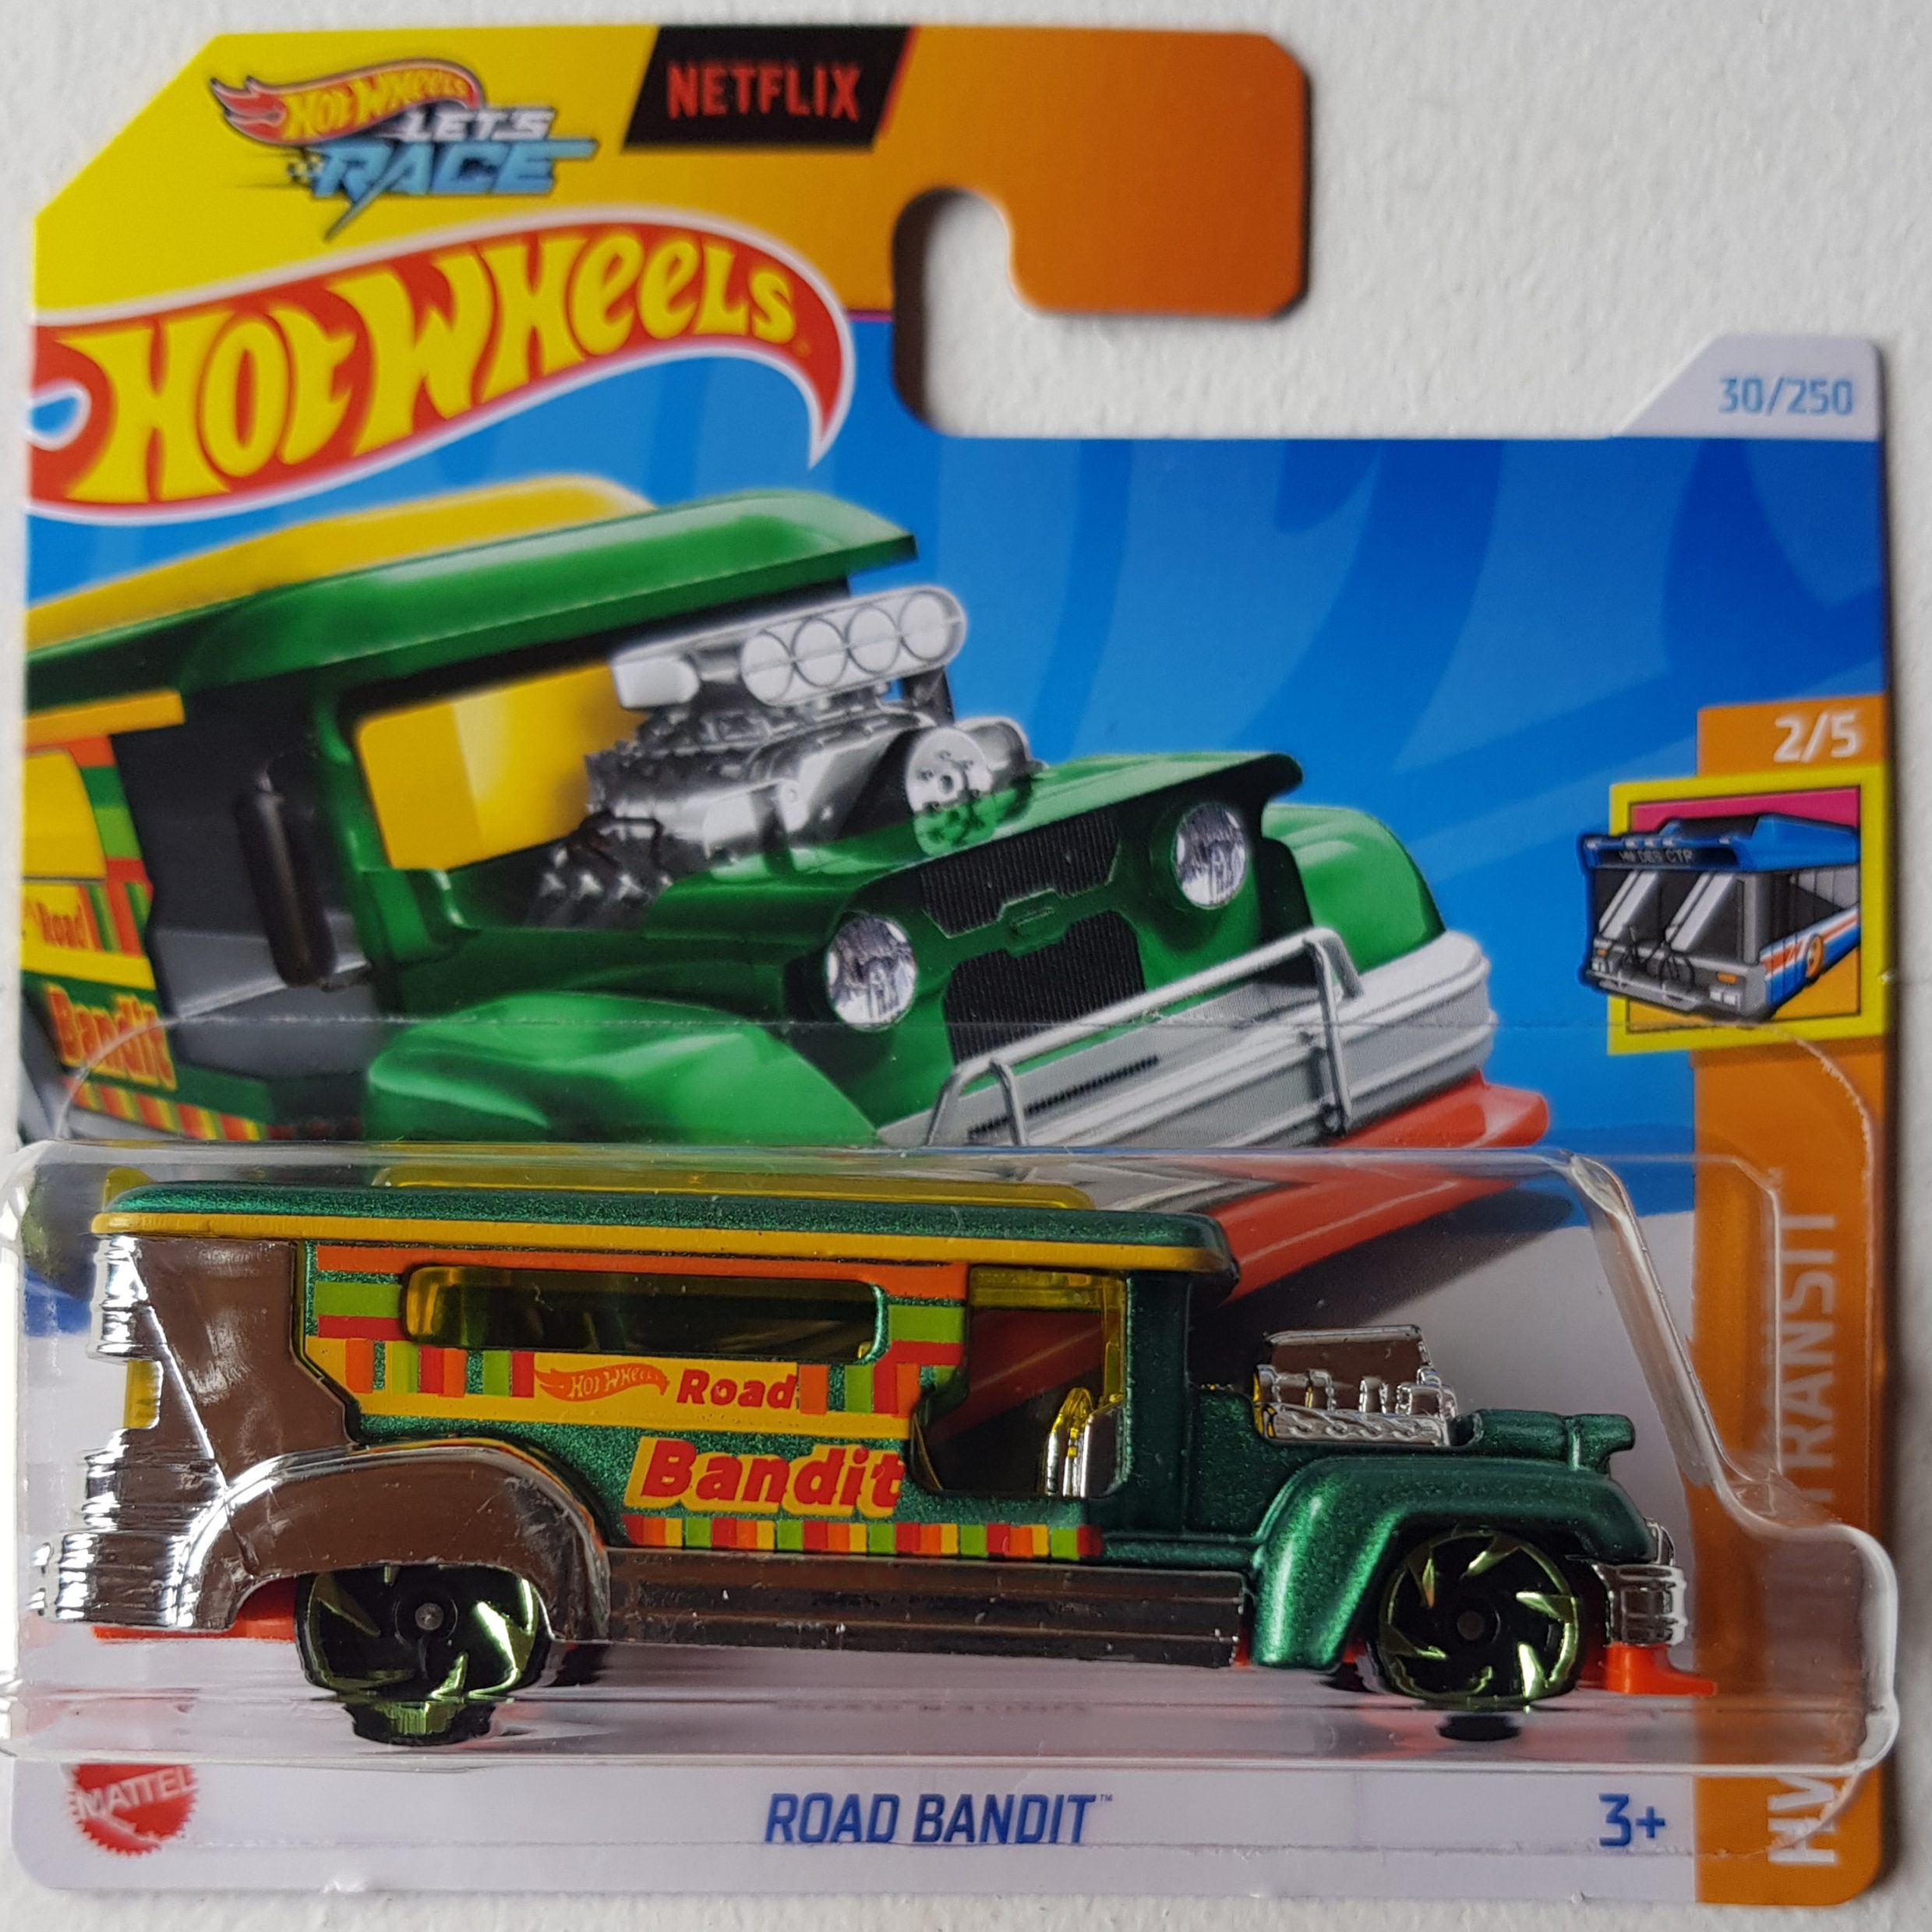 HOT WHEELS
LET'S
RACE
NETFLIX
HOT WHEELS
30/250
2/5
HW DES CTR
Road
Bandit
HOT WHEELS Road
Bandit
HW TRANSIT
MATTEL
ROAD BANDIT™
3+